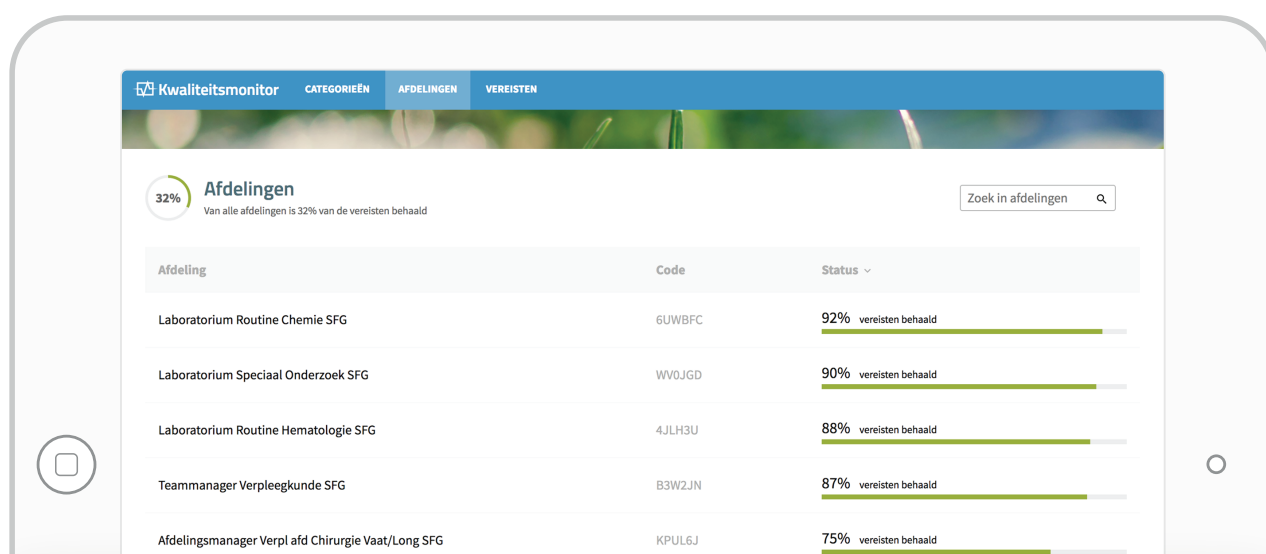 Kwaliteitsmonitor CATEGORIEËN AFDELINGEN VEREISTEN
32% Afdelingen
Van alle afdelingen is 32% van de vereisten behaald
Zoek in afdelingen
Afdeling Code Status
Laboratorium Routine Chemie SFG 6UWBFC 92% vereisten behaald
Laboratorium Speciaal Onderzoek SFG WV0JGD 90% vereisten behaald
Laboratorium Routine Hematologie SFG 4JLH3U 88% vereisten behaald
Teammanager Verpleegkunde SFG B3W2JN 87% vereisten behaald
Afdelingsmanager Verpl afd Chirurgie Vaat/Long SFG KPUL6J 75% vereisten behaald